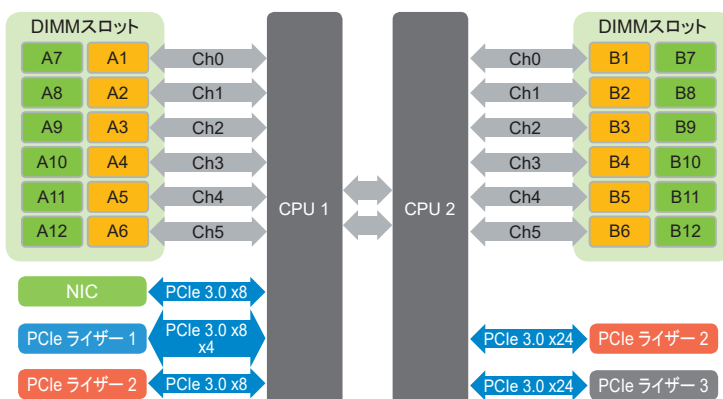 DIMMスロット
A7 A1 Ch0
A8 A2 Ch1
A9 A3 Ch2
A10 A4 Ch3
A11 A5 Ch4
A12 A6 Ch5
CPU 1
NIC PCIe 3.0 x8
PCIe ライザー 1 PCIe 3.0 x8
x4
PCIe ライザー 2 PCIe 3.0 x8
CPU 2
DIMMスロット
Ch0 B1 B7
Ch1 B2 B8
Ch2 B3 B9
Ch3 B4 B10
Ch4 B5 B11
Ch5 B6 B12
PCIe 3.0 x24 PCIe ライザー 2
PCIe 3.0 x24 PCIe ライザー 3